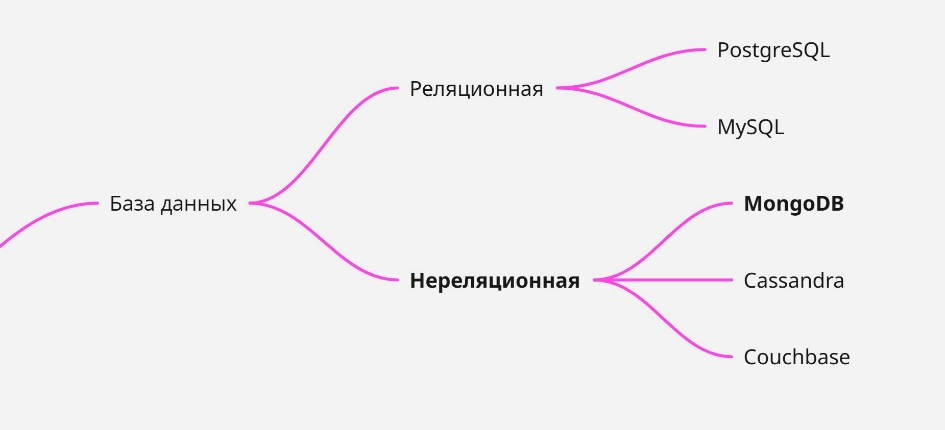 База данных
Реляционная
PostgreSQL
MySQL
Нереляционная
MongoDB
Cassandra
Couchbase